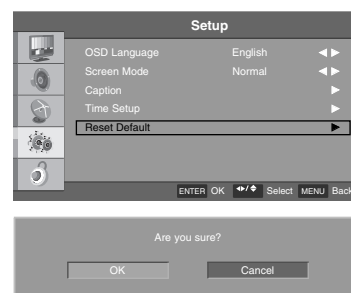 Setup
OSD Language English
Screen Mode Normal
Caption
Time Setup
Reset Default
ENTER OK Select MENU Back
Are you sure?
OK Cancel